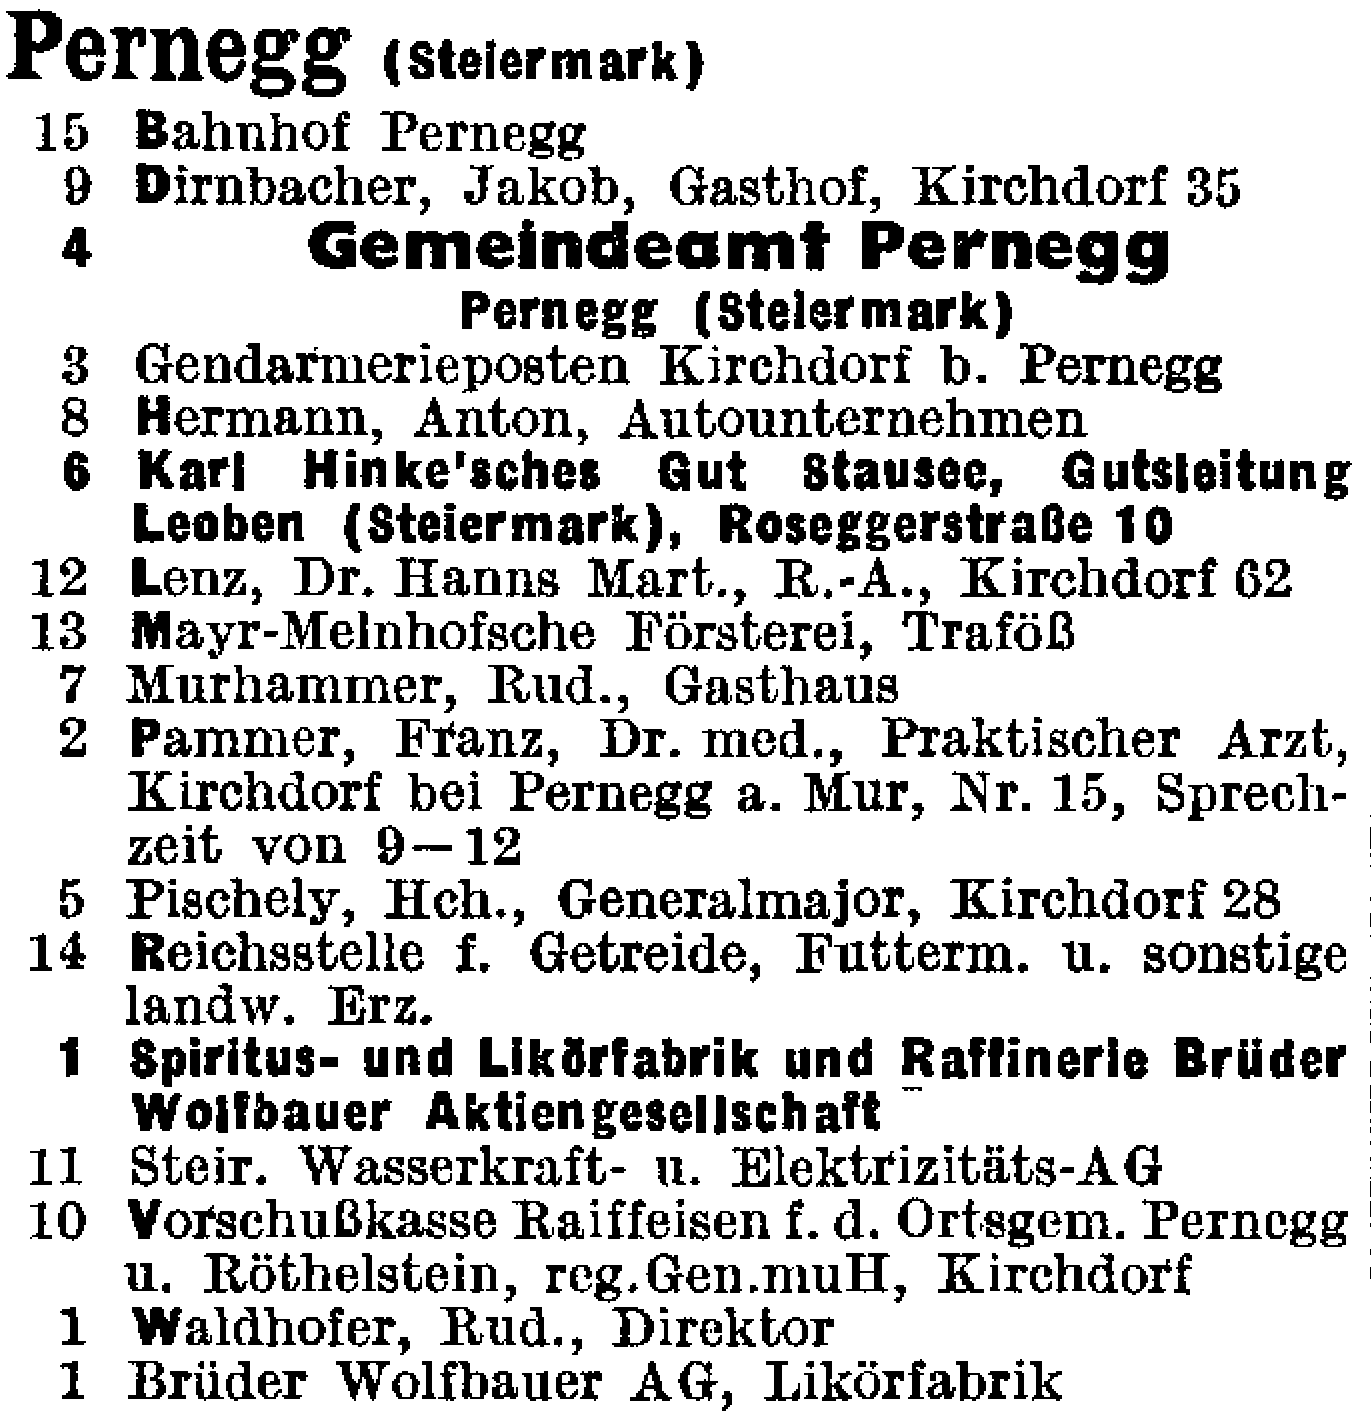 Pernegg (Steiermark)
15 Bahnhof Pernegg
9 Dirnbacher, Jakob, Gasthof, Kirchdorf 35
4 Gemeindeamt Pernegg
Pernegg (Steiermark)
3 Gendarmerieposten Kirchdorf b. Pernegg
8 Hermann, Anton, Autounternehmen
6 Karl Hinke'sches Gut Stausee, Gutsleitung
Leoben (Steiermark), Roseggerstraße 10
12 Lenz, Dr. Hanns Mart., R.-A., Kirchdorf 62
13 Mayr-Melnhofsche Försterei, Traföß
7 Murhammer, Rud., Gasthaus
2 Pammer, Franz, Dr. med., Praktischer Arzt,
Kirchdorf bei Pernegg a. Mur, Nr. 15, Sprech-
zeit von 9—12
5 Pischely, Hch., Generalmajor, Kirchdorf 28
14 Reichsstelle f. Getreide, Futterm. u. sonstige
landw. Erz.
1 Spiritus- und Likörfabrik und Raffinerie Brüder
Wolfbauer Aktiengesellschaft
11 Steir. Wasserkraft- u. Elektrizitäts-AG
10 Vorschußkasse Raiffeisen f. d. Ortsgem. Pernegg
u. Röthelstein, reg.Gen.muH, Kirchdorf
1 Waldhofer, Rud., Direktor
1 Brüder Wolfbauer AG, Likörfabrik